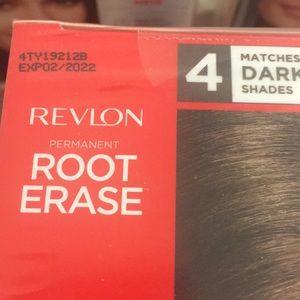 4TY19212B
EXP02/2022
4
MATCHES
DARK
SHADES
REVLON
PERMANENT
ROOT
ERASE